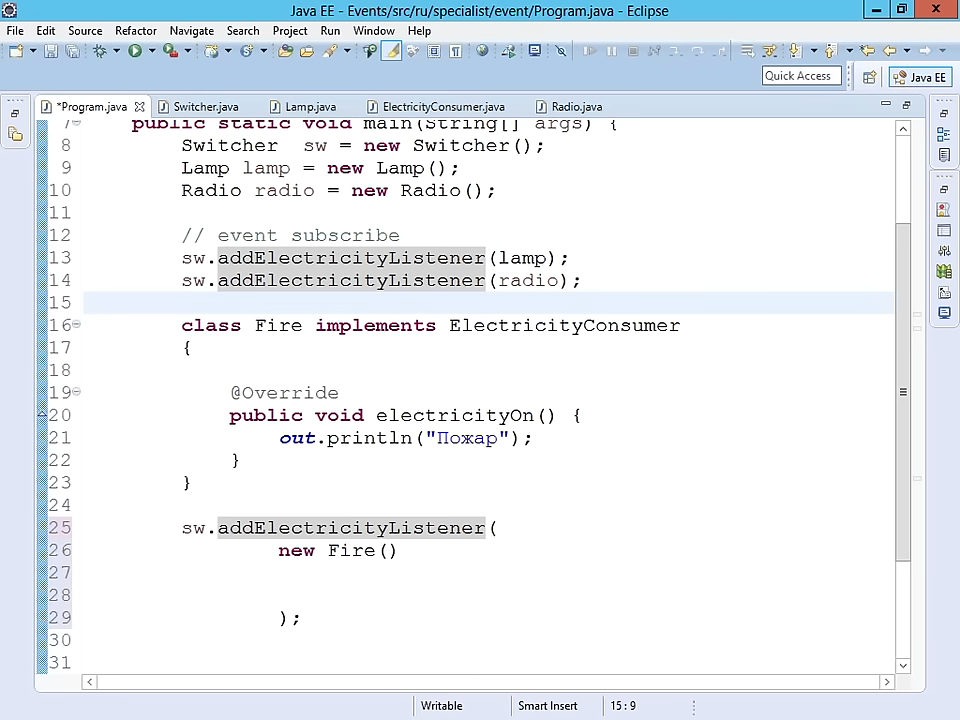 Java EE - Events/src/ru/specialist/event/Program.java - Eclipse
File Edit Source Refactor Navigate Search Project Run Window Help
Quick Access
Java EE
*Program.java Switcher.java Lamp.java ElectricityConsumer.java Radio.java
7 public static void main(String[] args) {
8 Switcher  sw = new Switcher();
9 Lamp lamp = new Lamp();
10 Radio radio = new Radio();
11
12 // event subscribe
13 sw.addElectricityListener(lamp);
14 sw.addElectricityListener(radio);
15
16 class Fire implements ElectricityConsumer
17 {
18
19 @Override
20 public void electricityOn() {
21 out.println("Пожар");
22 }
23 }
24
25 sw.addElectricityListener(
26 new Fire()
27
28
29 );
30
31
Writable Smart Insert 15 : 9